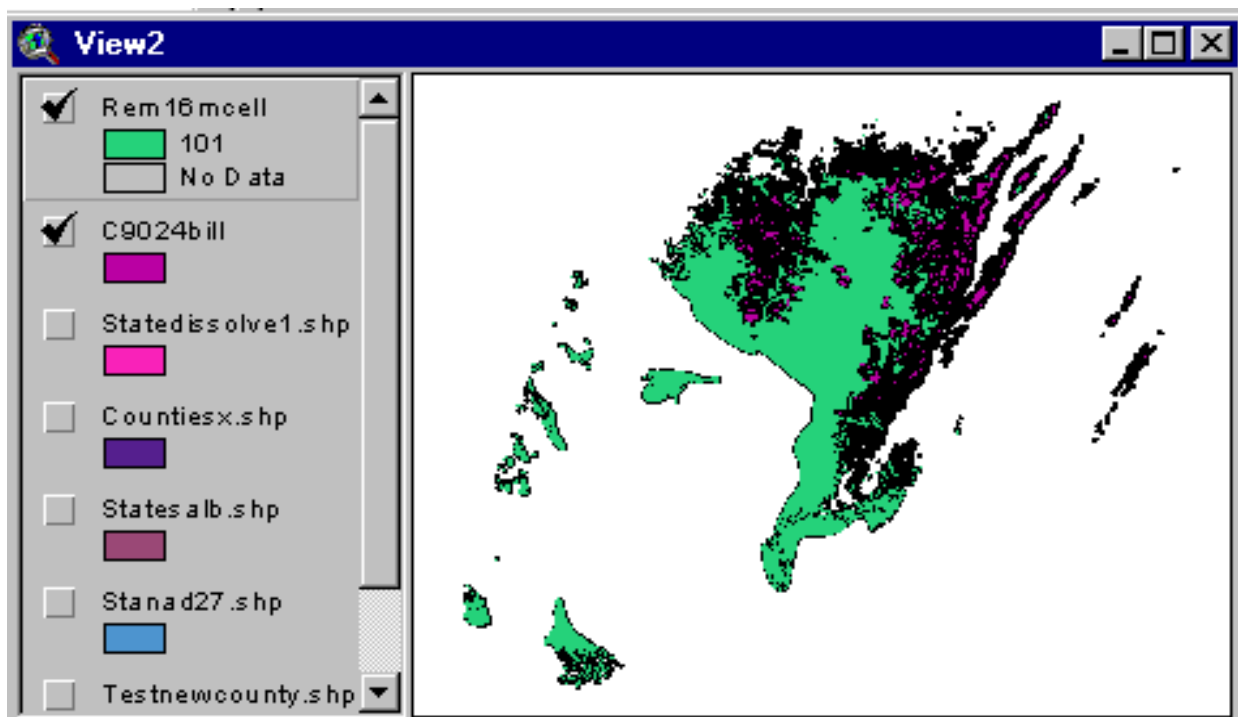 View2
Rem16mcell
101
No Data
C9024bill
Statedissolve1.shp
Countiesx.shp
Statesalb.shp
Stanad27.shp
Testnewcounty.shp